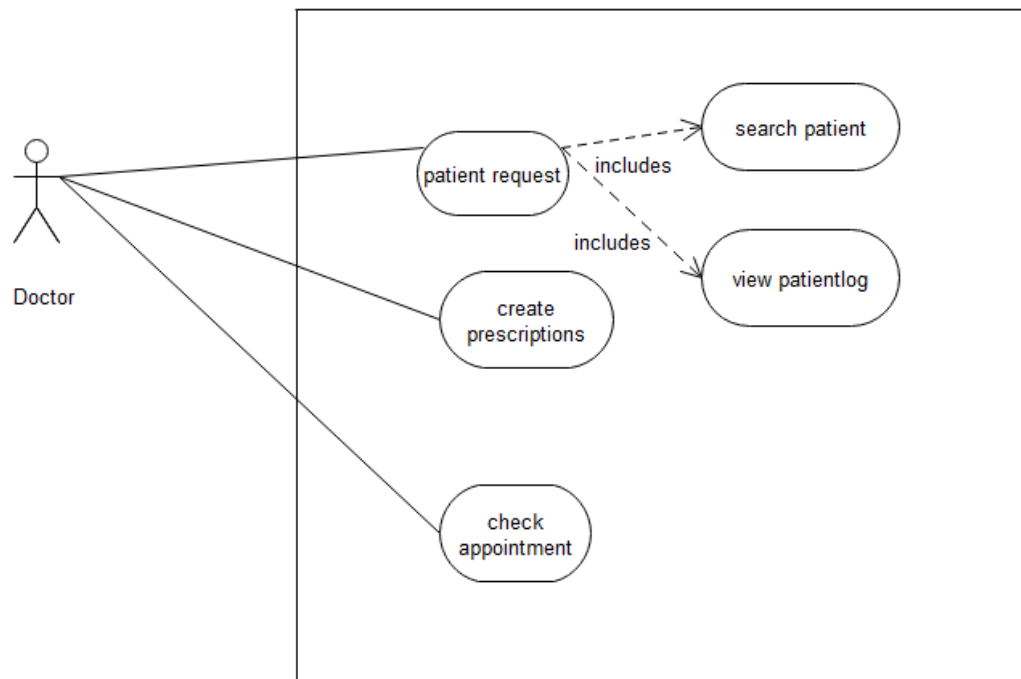 search patient
patient request
includes
includes
view patientlog
Doctor
create
prescriptions
check
appointment